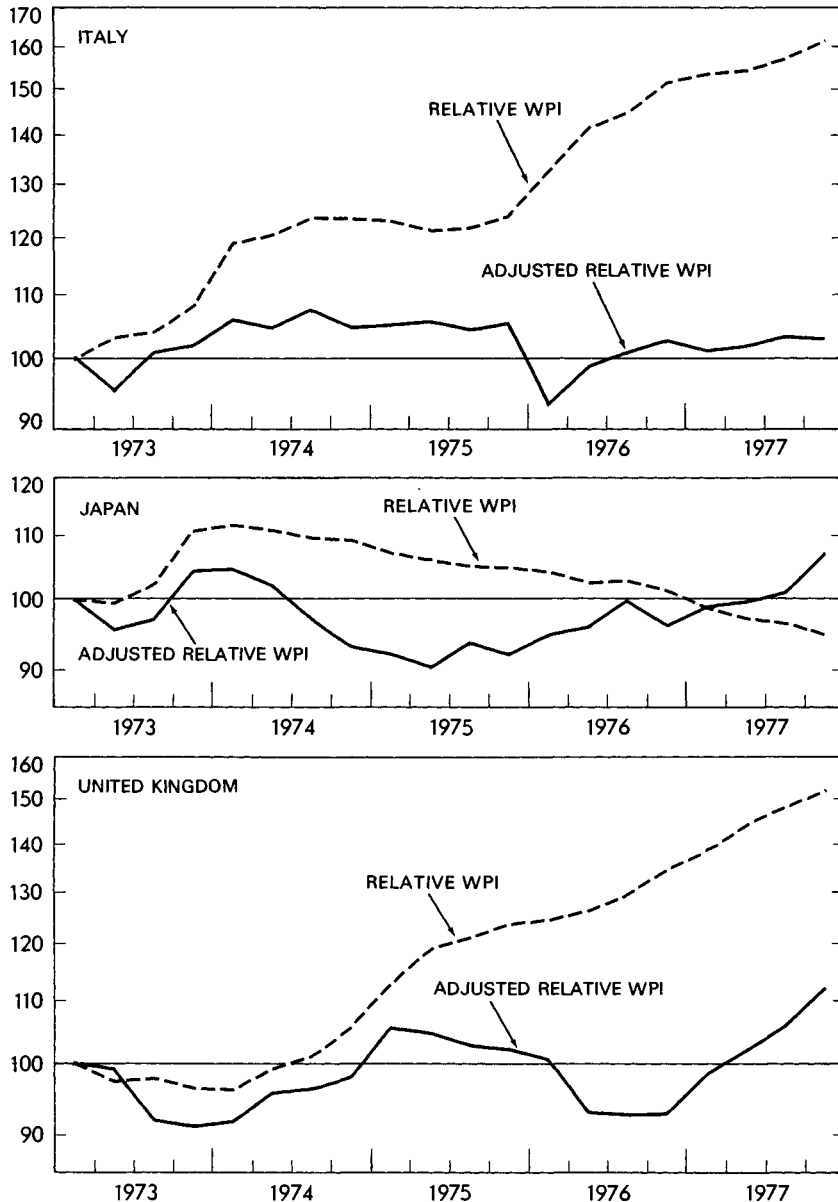 170
ITALY
160
150
RELATIVE WPI
140
130
120
ADJUSTED RELATIVE WPI
110
100
90
1973 1974 1975 1976 1977
120
JAPAN
RELATIVE WPI
110
100
ADJUSTED RELATIVE WPI
90
1973 1974 1975 1976 1977
160
UNITED KINGDOM
150
140
RELATIVE WPI
130
120
ADJUSTED RELATIVE WPI
110
100
90
1973 1974 1975 1976 1977